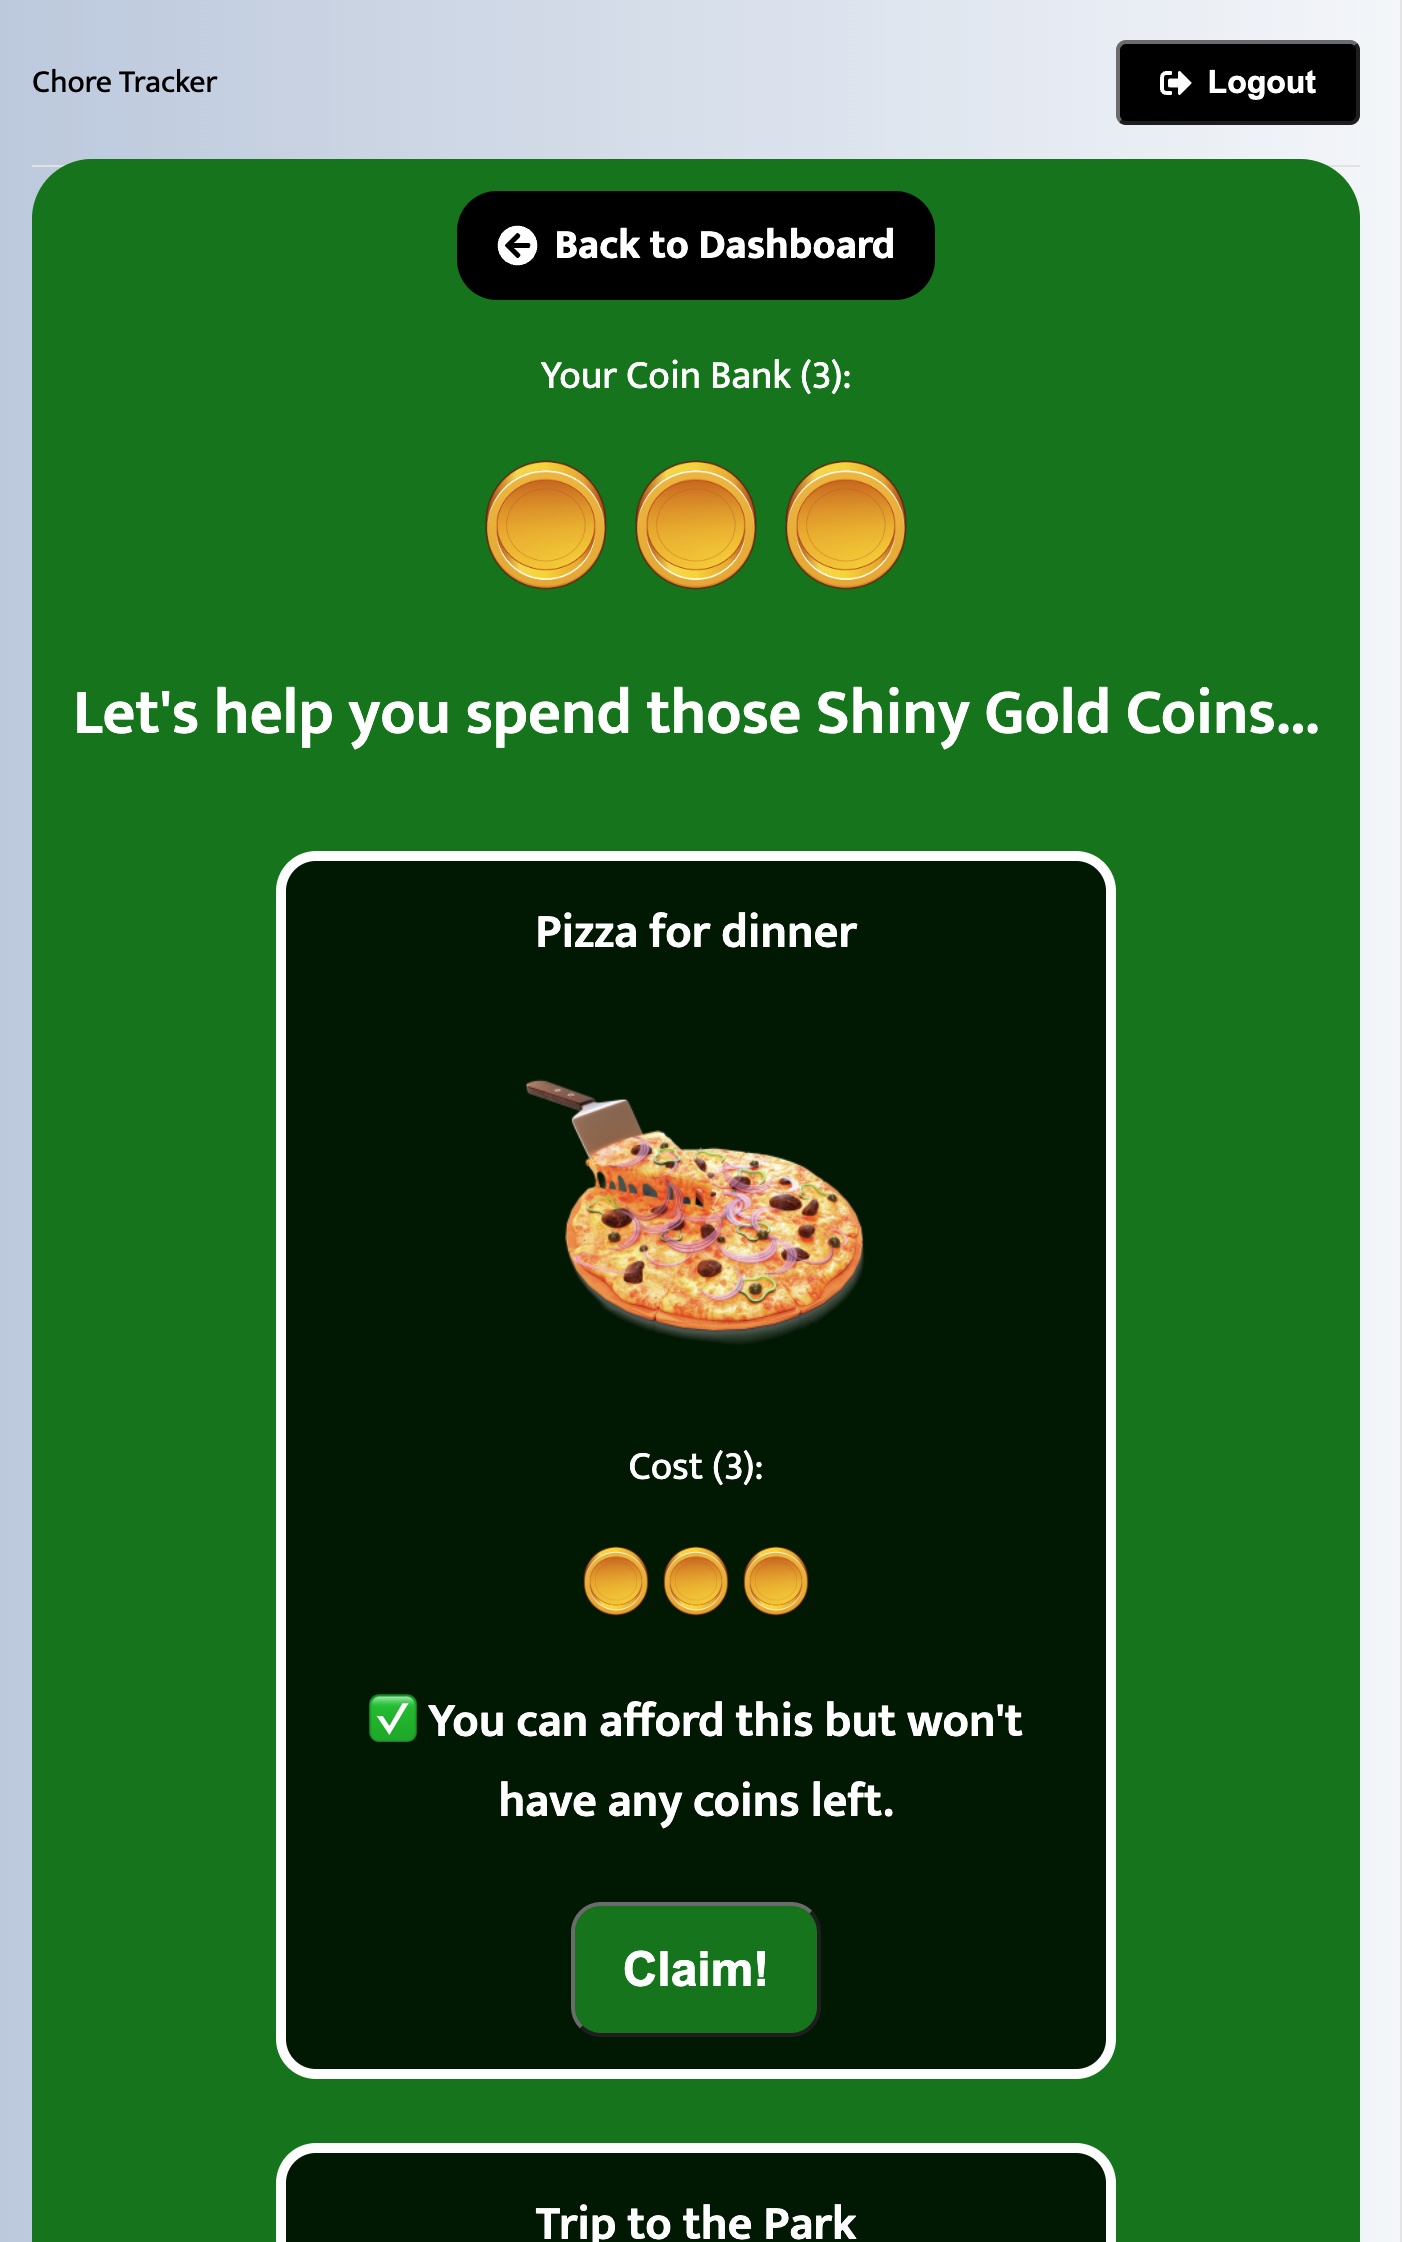 Chore Tracker
Logout
Back to Dashboard
Your Coin Bank (3):
Let's help you spend those Shiny Gold Coins...
Pizza for dinner
Cost (3):
✅ You can afford this but won't
have any coins left.
Claim!
Trip to the Park